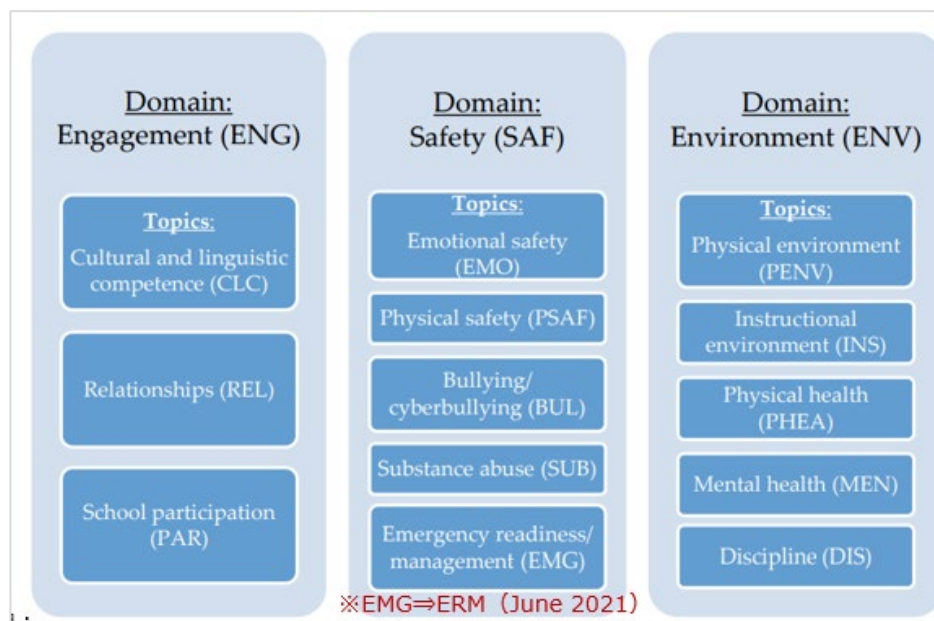 Domain:
Engagement (ENG)
Topics:
Cultural and linguistic
competence (CLC)
Relationships (REL)
School participation
(PAR)
Domain:
Safety (SAF)
Topics:
Emotional safety
(EMO)
Physical safety (PSAF)
Bullying/
cyberbullying (BUL)
Substance abuse (SUB)
Emergency readiness/
management (EMG)
※EMG⇒ERM（June 2021）
Domain:
Environment (ENV)
Topics:
Physical environment
(PENV)
Instructional
environment (INS)
Physical health
(PHEA)
Mental health (MEN)
Discipline (DIS)